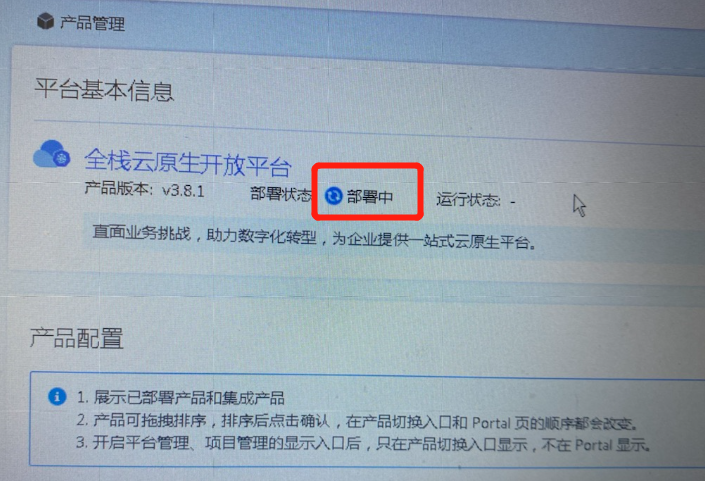 产品管理
平台基本信息
全栈云原生开放平台
产品版本: v3.8.1 部署状态 部署中 运行状态: -
直面业务挑战，助力数字化转型，为企业提供一站式云原生平台。
产品配置
1. 展示已部署产品和集成产品
2. 产品可拖拽排序，排序后点击确认，在产品切换入口和 Portal 页的顺序都会改变。
3. 开启平台管理、项目管理的显示入口后，只在产品切换入口显示，不在 Portal 显示。